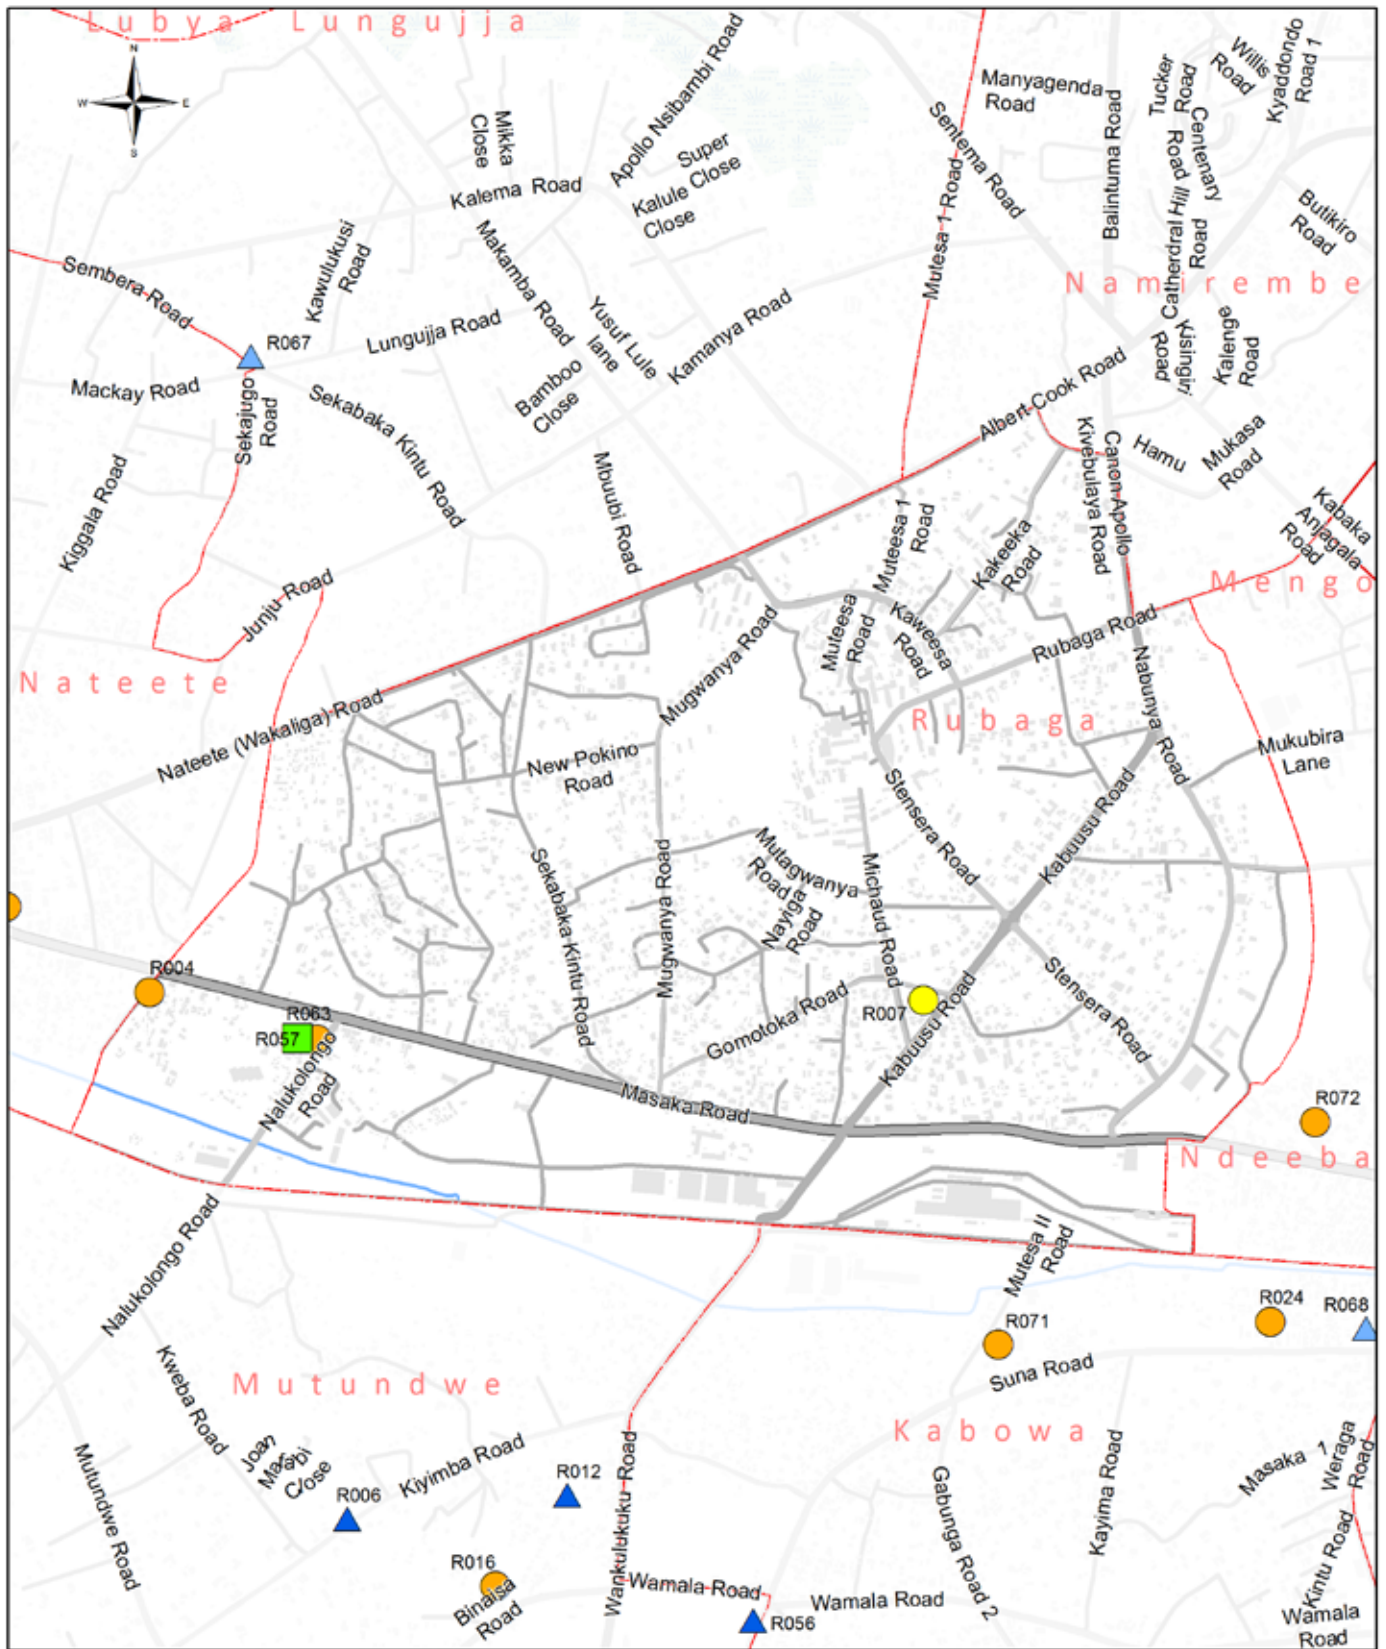 Lubya
Lungujja
N
W
E
S
Mikka
Close
Apollo Nsibambi Road
Super
Kalule Close
Close
Kalema Road
Sentema Road
Manyagenda
Road
Balintuma Road
Tucker
Road
Centenary
Road
Catherdral Hill
Road
Willis
Road
Kyaddondo
Road 1
Butikiro
Road
Namirembe
Mutesa 1 Road
Sembera Road
Kawulukusi
Road
R067
Lungujja Road
Makamba Road
Yusuf Lule
lane
Bamboo
Close
Kamanya Road
Mackay Road
Sekajugo
Road
Sekabaka Kintu Road
Kiggala Road
Mbuubi Road
Albert Cook Road
Kisingiri
Road
Kalenga
Road
Hamu
Mukasa
Road
Canon Apollo
Kivebulaya Road
Kabaka
Anjagala
Road
Mengo
Junju Road
Muteesa 1
Road
Kakeeka
Road
Muteesa
Road
Kaweesa
Road
Rubaga Road
Nabunya Road
Nateete
Nateete (Wakaliga) Road
Mugwanya Road
Rubaga
New Pokino
Road
Mukubira
Lane
Stensera Road
Kabuusu Road
Sekabaka Kintu Road
Mugwanya Road
Mutagwanya
Road
Nayiga
Road
Michaud Road
R004
R063
R057
Nalukolongo
Road
Gomotoka Road
R007
Kabuusu Road
Stensera Road
Masaka Road
R072
Ndeeba
Nalukolongo Road
Mutesa II
Road
R071
R024
R068
Suna Road
Kweba Road
Mutundwe
Kabowa
Mutundwe Road
Joan
Marabi
Close
R006
Kiyimba Road
R012
Wankulukuku Road
Gabunga Road 2
Kayima Road
Masaka 1
Weraga
Road
Kintu Road
R016
Binaisa
Road
Wamala Road
R056
Wamala Road
Wamala
Road